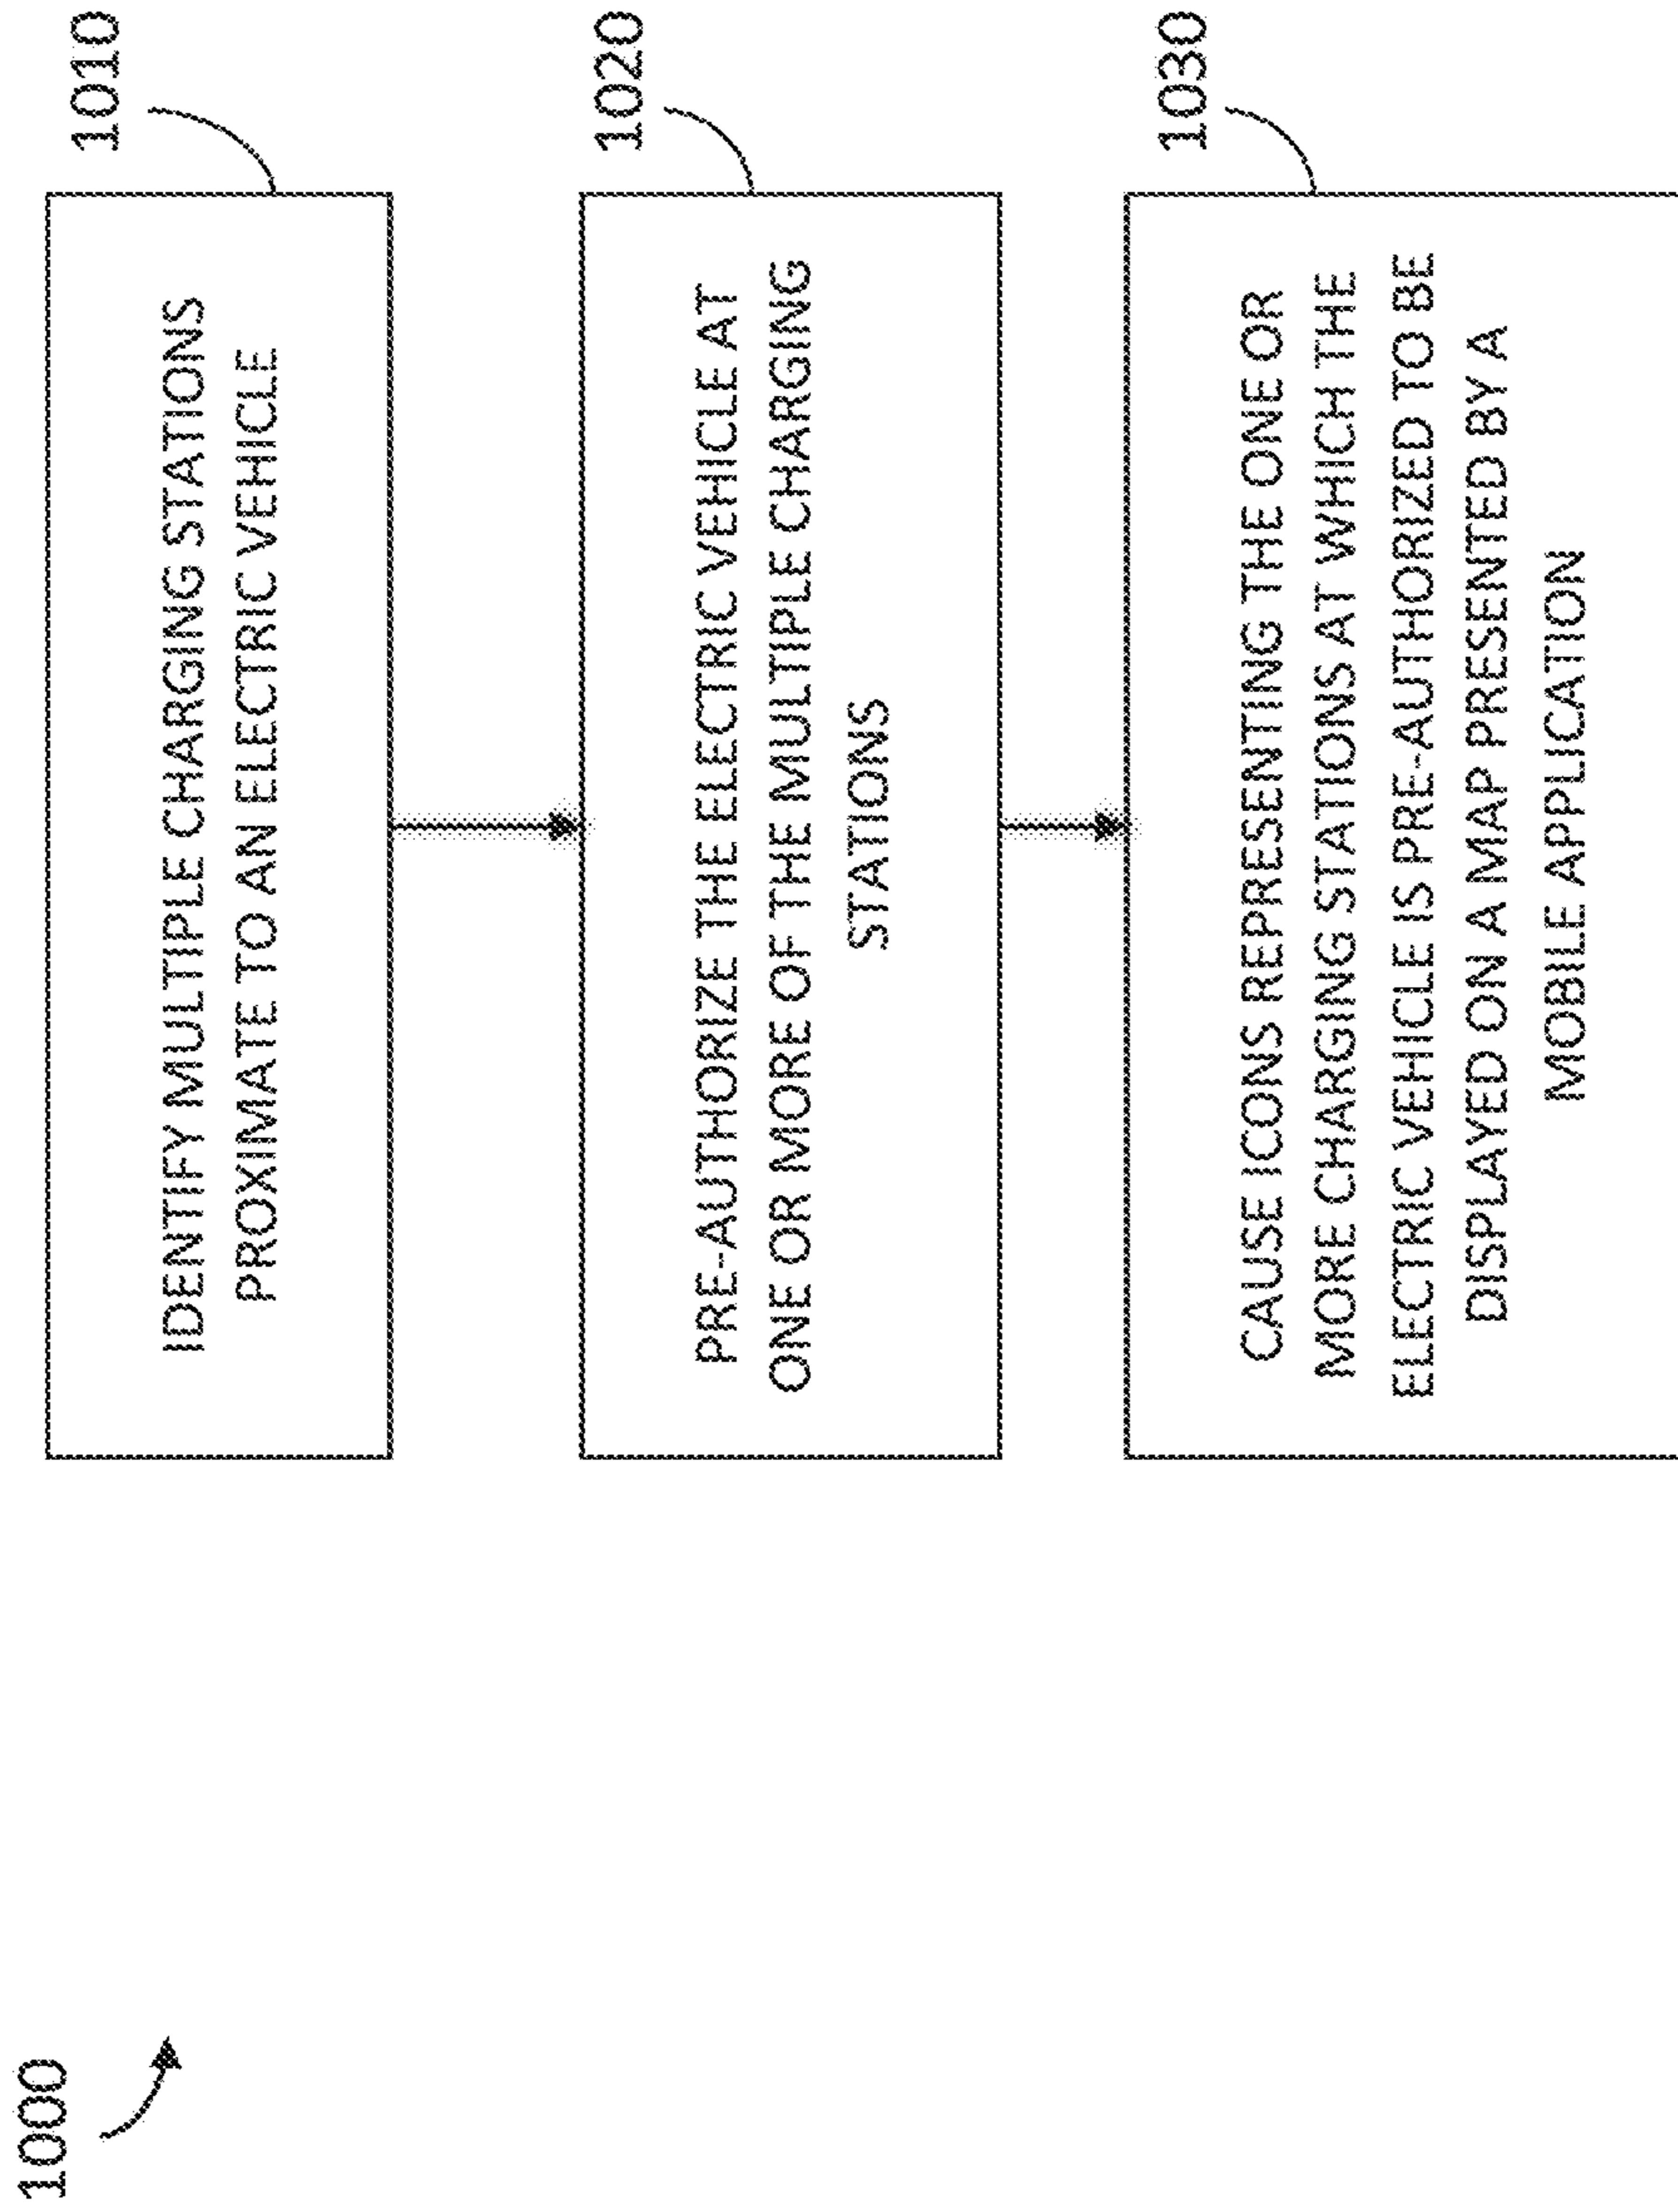 1000
1010
IDENTIFY MULTIPLE CHARGING STATIONS
PROXIMATE TO AN ELECTRIC VEHICLE
1020
PRE-AUTHORIZE THE ELECTRIC VEHICLE AT
ONE OR MORE OF THE MULTIPLE CHARGING
STATIONS
1030
CAUSE ICONS REPRESENTING THE ONE OR
MORE CHARGING STATIONS AT WHICH THE
ELECTRIC VEHICLE IS PRE-AUTHORIZED TO BE
DISPLAYED ON A MAP PRESENTED BY A
MOBILE APPLICATION